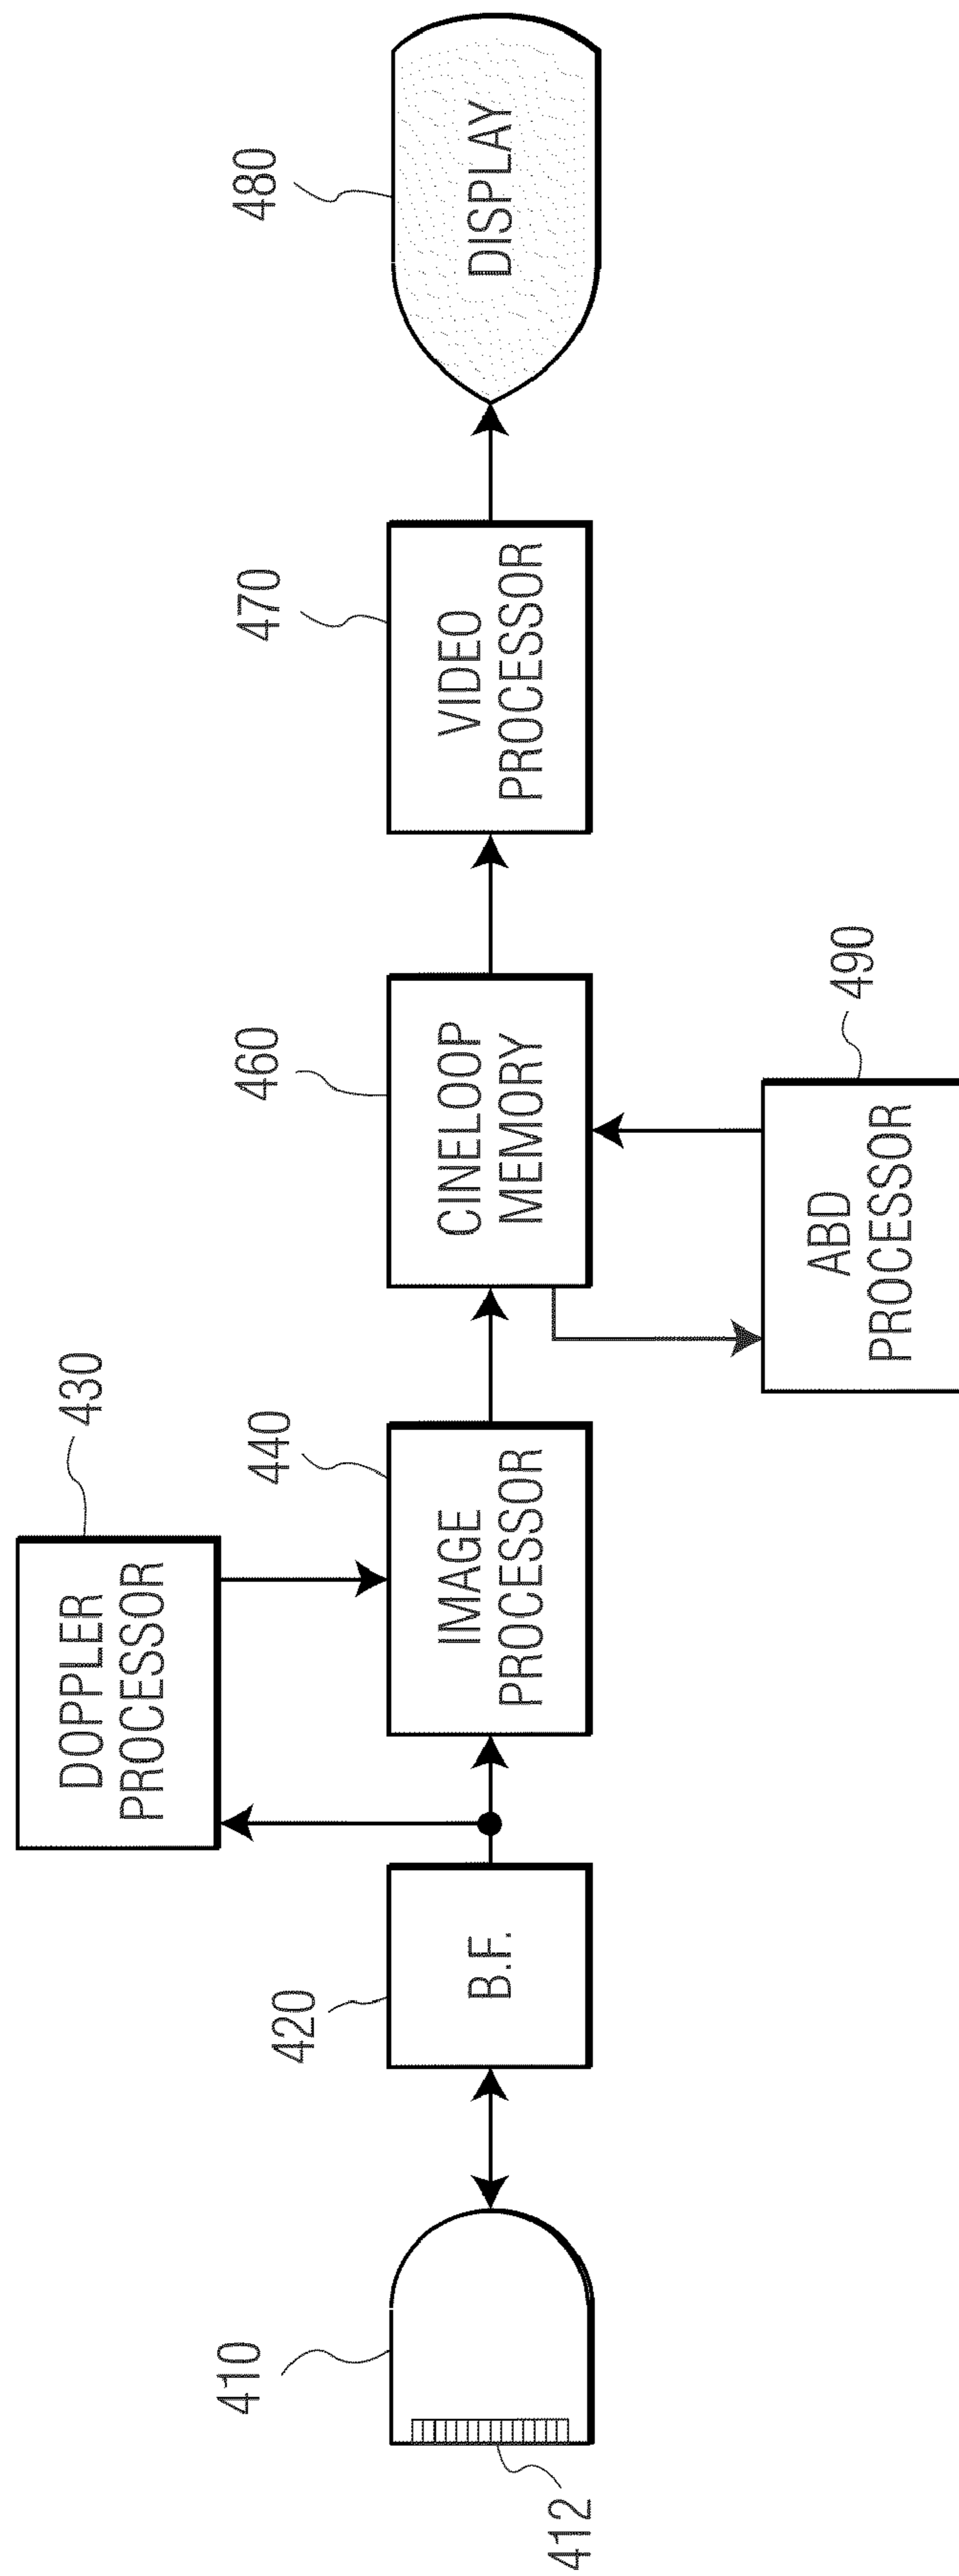 430
DOPPLER
PROCESSOR
410
412
420
B.F.
440
IMAGE
PROCESSOR
460
CINELOOP
MEMORY
470
VIDEO
PROCESSOR
480
DISPLAY
490
ABD
PROCESSOR